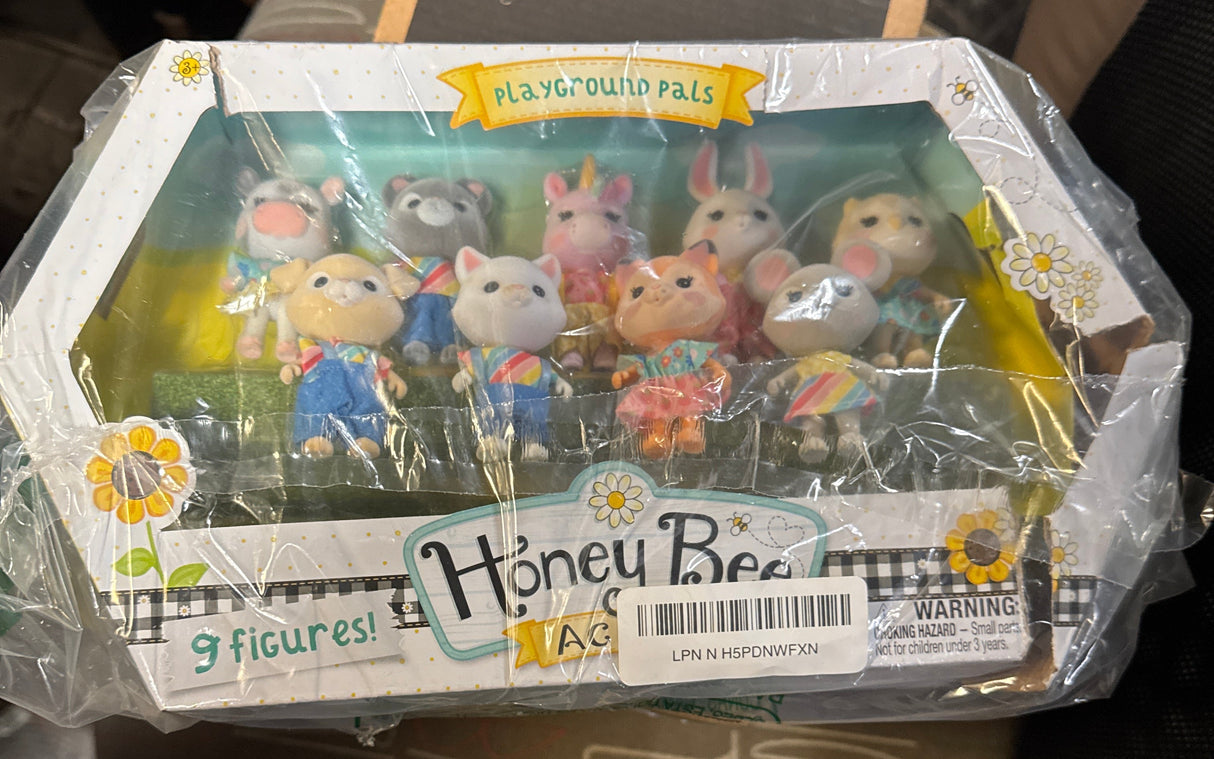 3+
PLAYGROUND PALS
Honey Bee
AC
9 figures!
LPN N H5PDNWFXN
WARNING:
CHOKING HAZARD – Small parts
Not for children under 3 years.